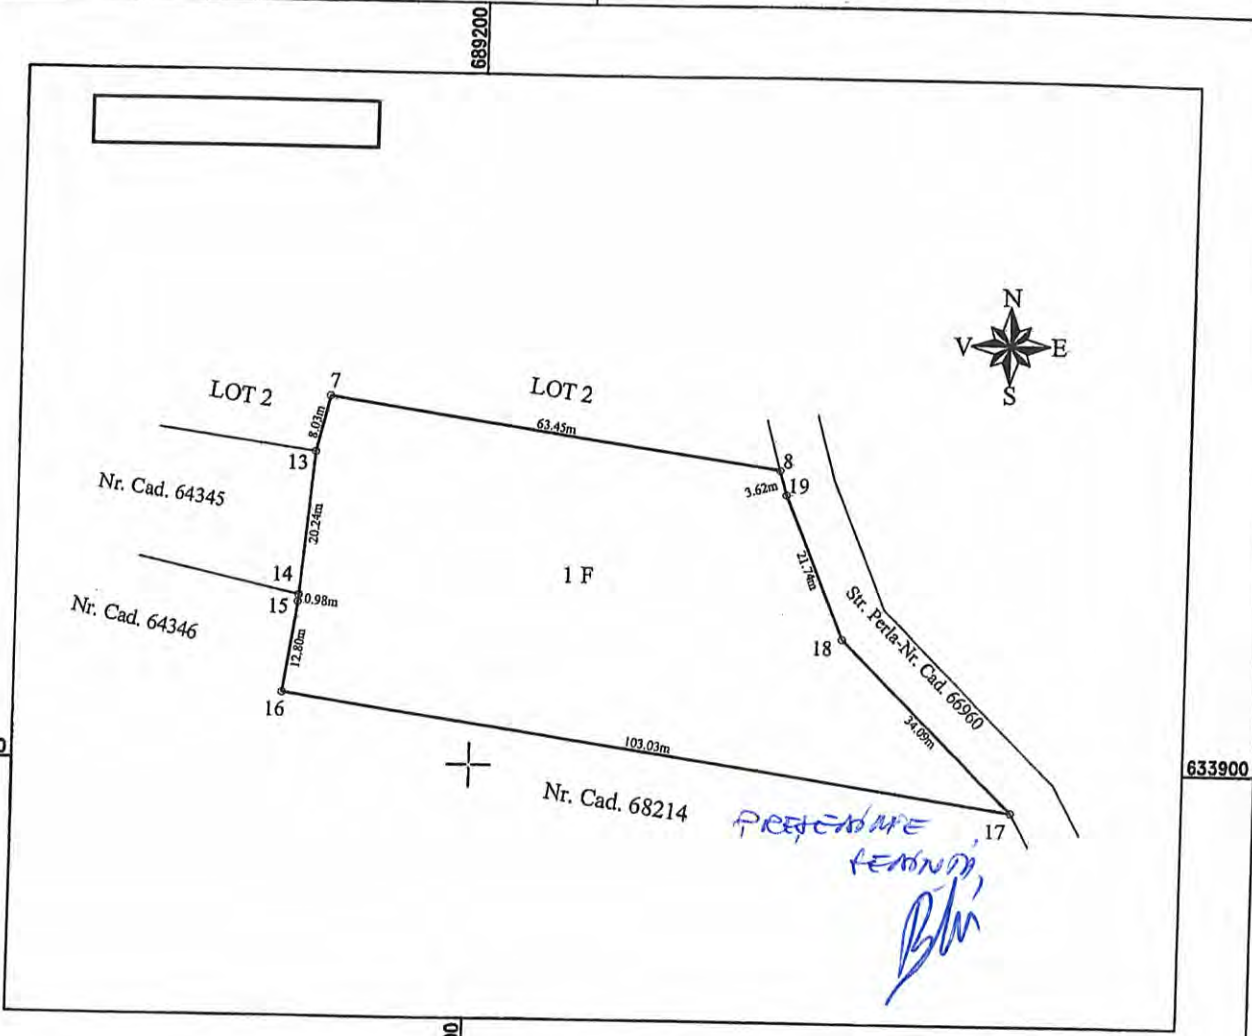 689200
N
V E
S
LOT 2
7
LOT 2
8.03m
63.45m
13
8
3.62m
19
Nr. Cad. 64345
20.24m
21.74m
14
1 F
15
0.98m
Nr. Cad. 64346
12.80m
18
Str. Perla-Nr. Cad. 66960
16
34.09m
103.03m
633900
Nr. Cad. 68214
17